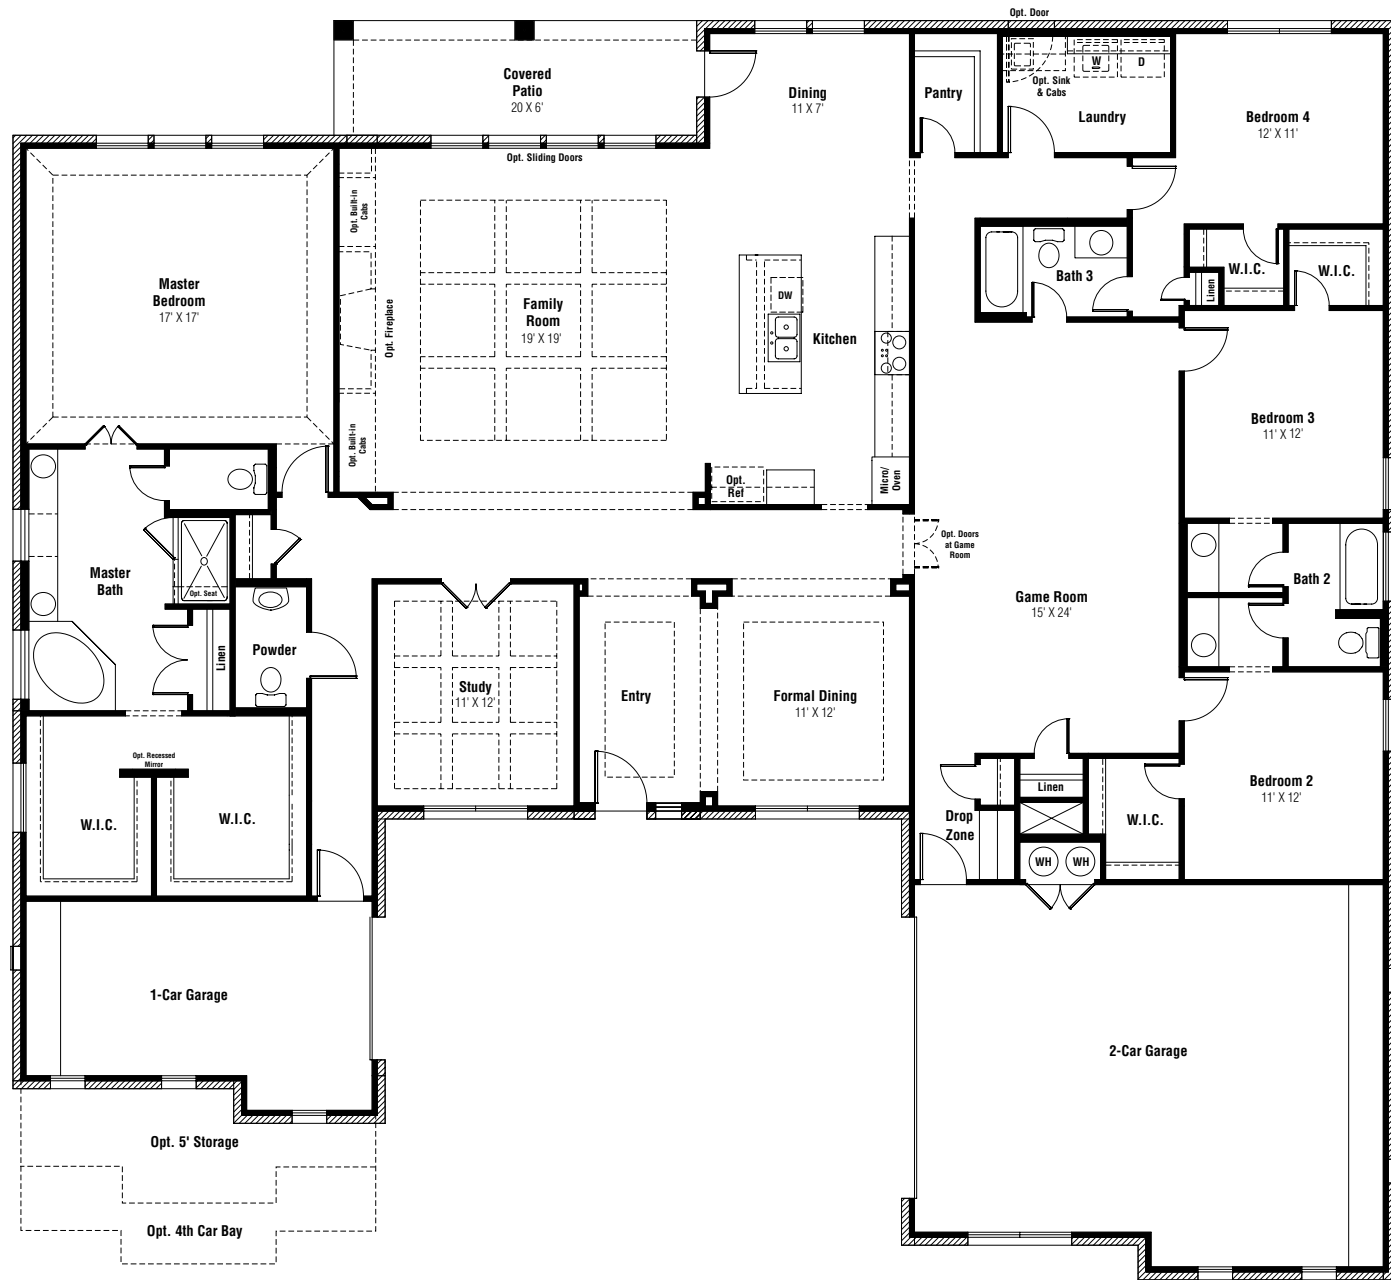 Opt. Door
Covered
Patio
20 X 6'
Dining
11 X 7'
Pantry
Opt. Sink
& Cabs
W
D
Laundry
Bedroom 4
12' X 11'
Opt. Sliding Doors
Opt. Built-in
Cabs
Master
Bedroom
17' X 17'
Opt. Fireplace
Family
Room
19' X 19'
DW
Kitchen
Bath 3
Linen
W.I.C.
W.I.C.
Opt. Built-in
Cabs
Opt.
Ref
Micro/
Oven
Bedroom 3
11' X 12'
Opt. Doors
at Game
Room
Master
Bath
Opt. Seat
Bath 2
Game Room
15' X 24'
Powder
Linen
Study
11' X 12'
Entry
Formal Dining
11' X 12'
Opt. Recessed
Mirror
W.I.C.
W.I.C.
Drop
Zone
Linen
W.I.C.
Bedroom 2
11' X 12'
WH
WH
1-Car Garage
2-Car Garage
Opt. 5' Storage
Opt. 4th Car Bay